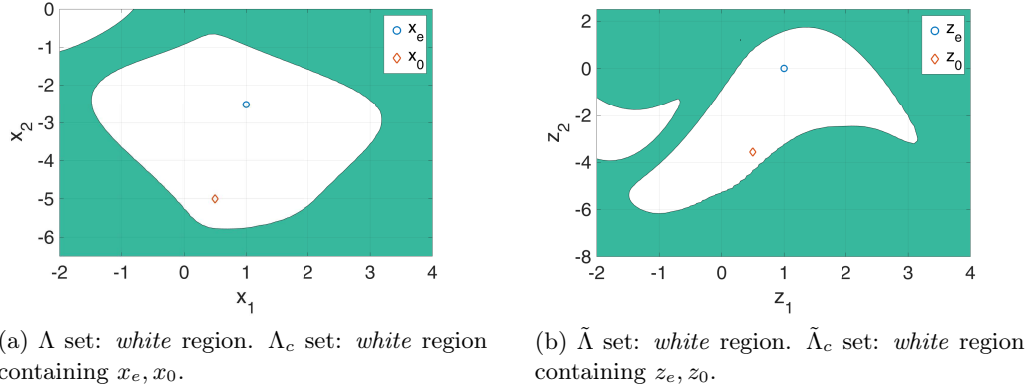 0
-1
-2
-3
-4
-5
-6
-2
-1
0
1
2
3
4
x₂
x₁
xₑ
x₀
2
0
-2
-4
-6
-8
-2
-1
0
1
2
3
4
z₂
z₁
zₑ
z₀
(a) Λ set: white region. Λ_c set: white region
containing xₑ, x₀.
(b) Λ̃ set: white region. Λ̃_c set: white region
containing zₑ, z₀.